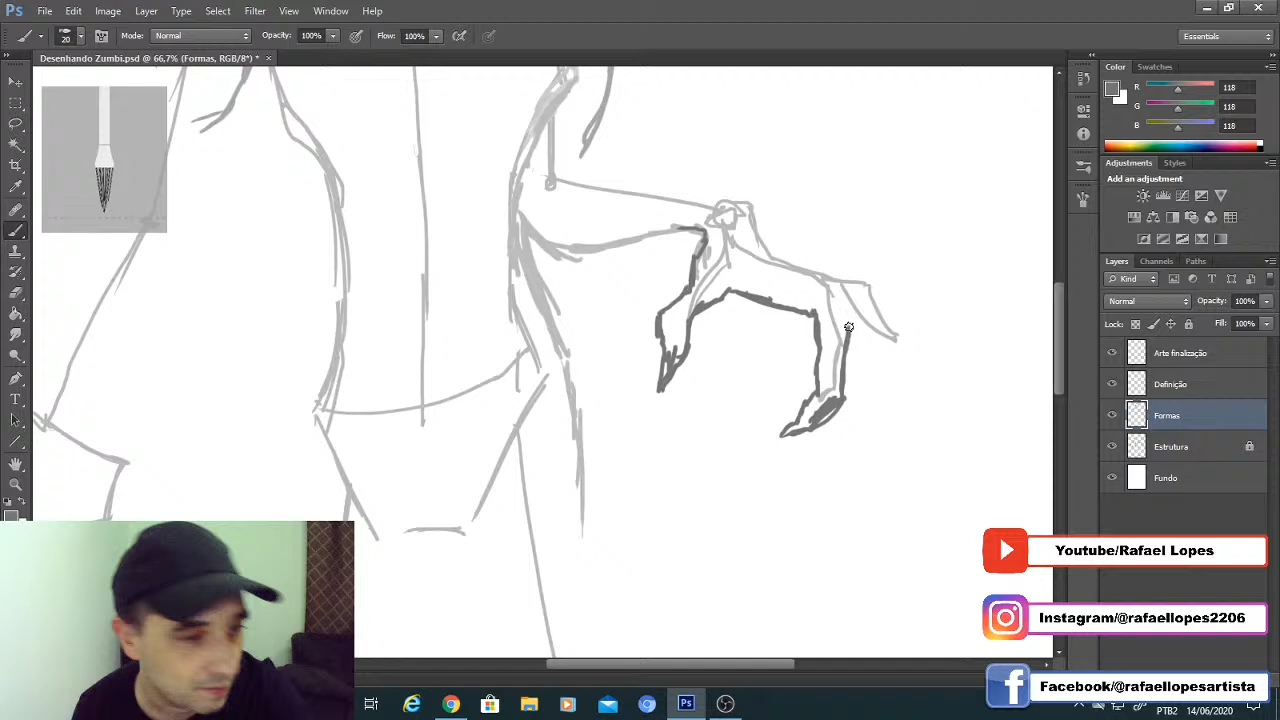 Ps File Edit Image Layer Type Select Filter View Window Help
20 Mode: Normal Opacity: 100% Flow: 100% Essentials
Desenhando Zumbi.psd @ 66,7% (Formas, RGB/8*) * ×
Color Swatches
R 118
G 118
B 118
Adjustments Styles
Add an adjustment
Layers Channels Paths
Kind
Normal Opacity: 100%
Lock: Fill: 100%
Arte finalização
Definição
Formas
Estrutura
Fundo
Youtube/Rafael Lopes
Instagram/@rafaellopes2206
Facebook/@rafaellopesartista
Ps
PTB2 14/06/2020